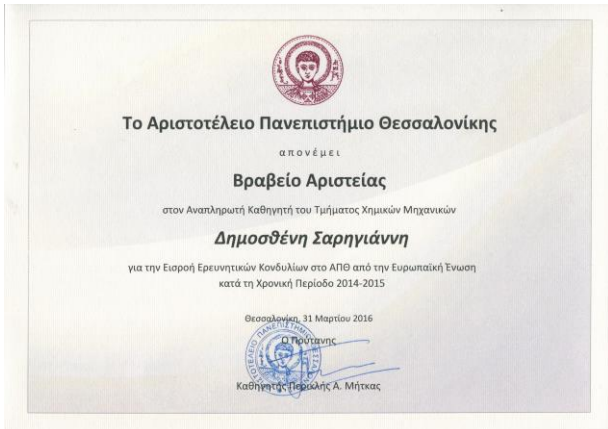 Το Αριστοτέλειο Πανεπιστήμιο Θεσσαλονίκης
απονέμει
Βραβείο Αριστείας
στον Αναπληρωτή Καθηγητή του Τμήματος Χημικών Μηχανικών
Δημοσθένη Σαρηγιάννη
για την Εισροή Ερευνητικών Κονδυλίων στο ΑΠΘ από την Ευρωπαϊκή Ένωση
κατά τη Χρονική Περίοδο 2014-2015
Θεσσαλονίκη, 31 Μαρτίου 2016
Ο Πρύτανης
Καθηγητής Περικλής Α. Μήτκας